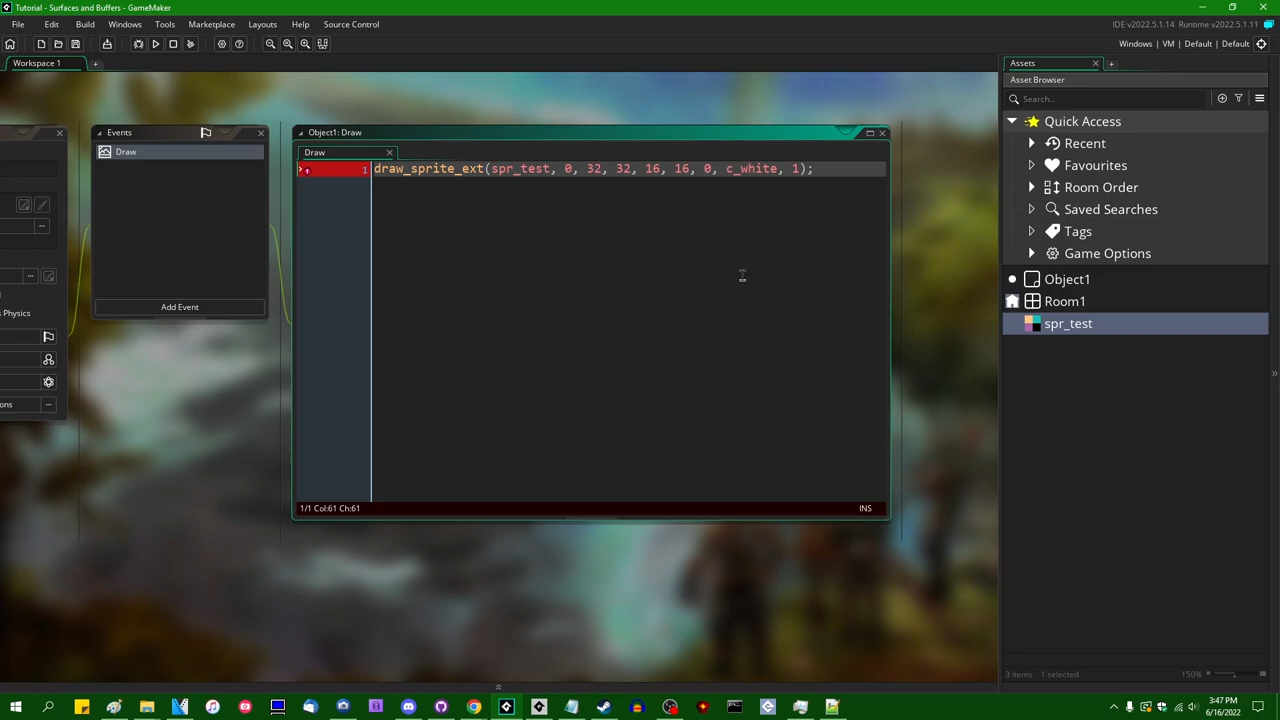 Tutorial - Surfaces and Buffers - GameMaker
File Edit Build Windows Tools Marketplace Layouts Help Source Control
IDE v2022.5.1.14 Runtime v2022.5.1.11
Windows | VM | Default | Default
Workspace 1
Assets
Asset Browser
Search...
Quick Access
Recent
Favourites
Room Order
Saved Searches
Tags
Game Options
Object1
Room1
spr_test
3 items 1 selected
150%
s Physics
ons
Events
Draw
Add Event
Object1: Draw
Draw
1 draw_sprite_ext(spr_test, 0, 32, 32, 16, 16, 0, c_white, 1);
1/1 Col:61 Ch:61
INS
3:47 PM
6/16/2022